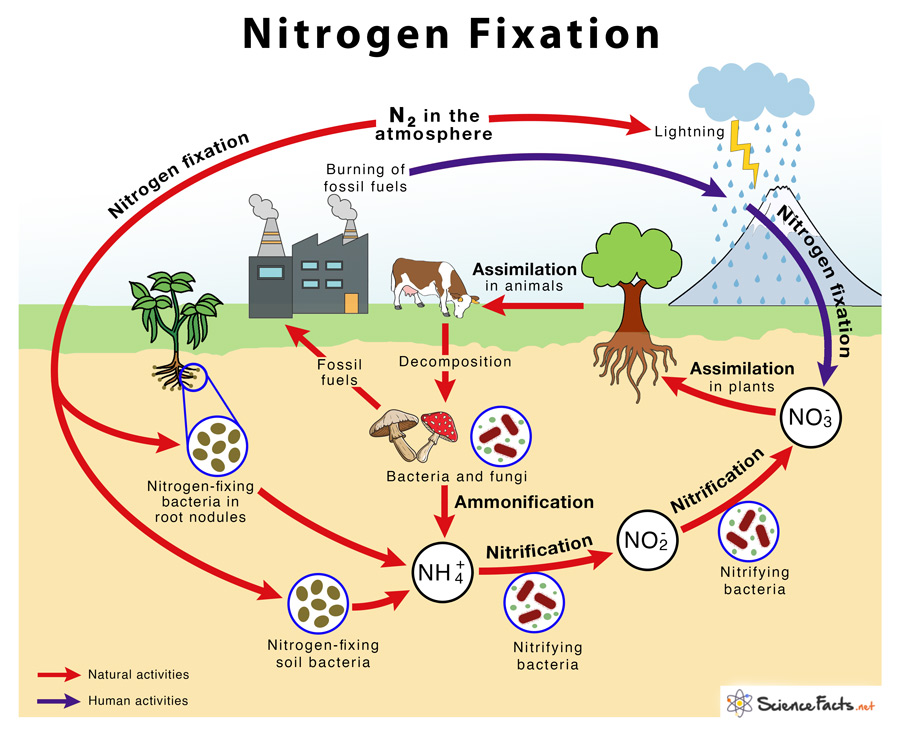 Nitrogen Fixation
N2 in the
atmosphere
Lightning
Nitrogen fixation
Burning of
fossil fuels
Nitrogen fixation
Assimilation
in animals
Fossil
fuels
Decomposition
Assimilation
in plants
NO3-
Bacteria and fungi
Nitrogen-fixing
bacteria in
root nodules
Ammonification
Nitrification
NH4+
Nitrification
NO2-
Nitrifying
bacteria
Nitrogen-fixing
soil bacteria
Nitrifying
bacteria
Natural activities
Human activities
ScienceFacts.net